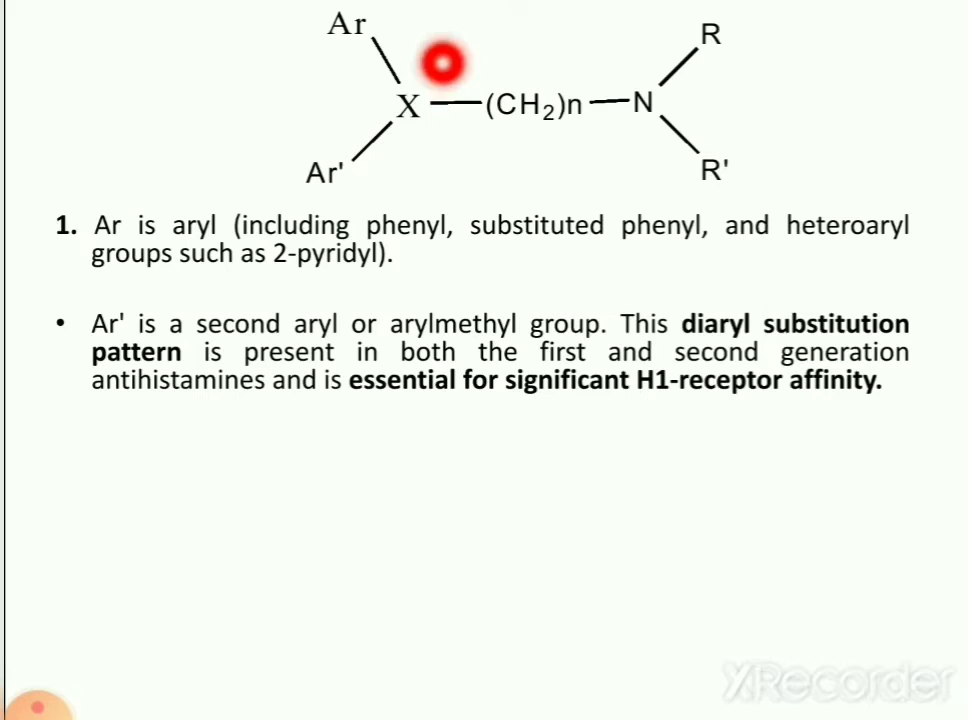 Ar
R
X—(CH₂)n—N
Ar'
R'
1. Ar is aryl (including phenyl, substituted phenyl, and heteroaryl
groups such as 2-pyridyl).
• Ar' is a second aryl or arylmethyl group. This diaryl substitution
pattern is present in both the first and second generation
antihistamines and is essential for significant H1-receptor affinity.
XRecorder